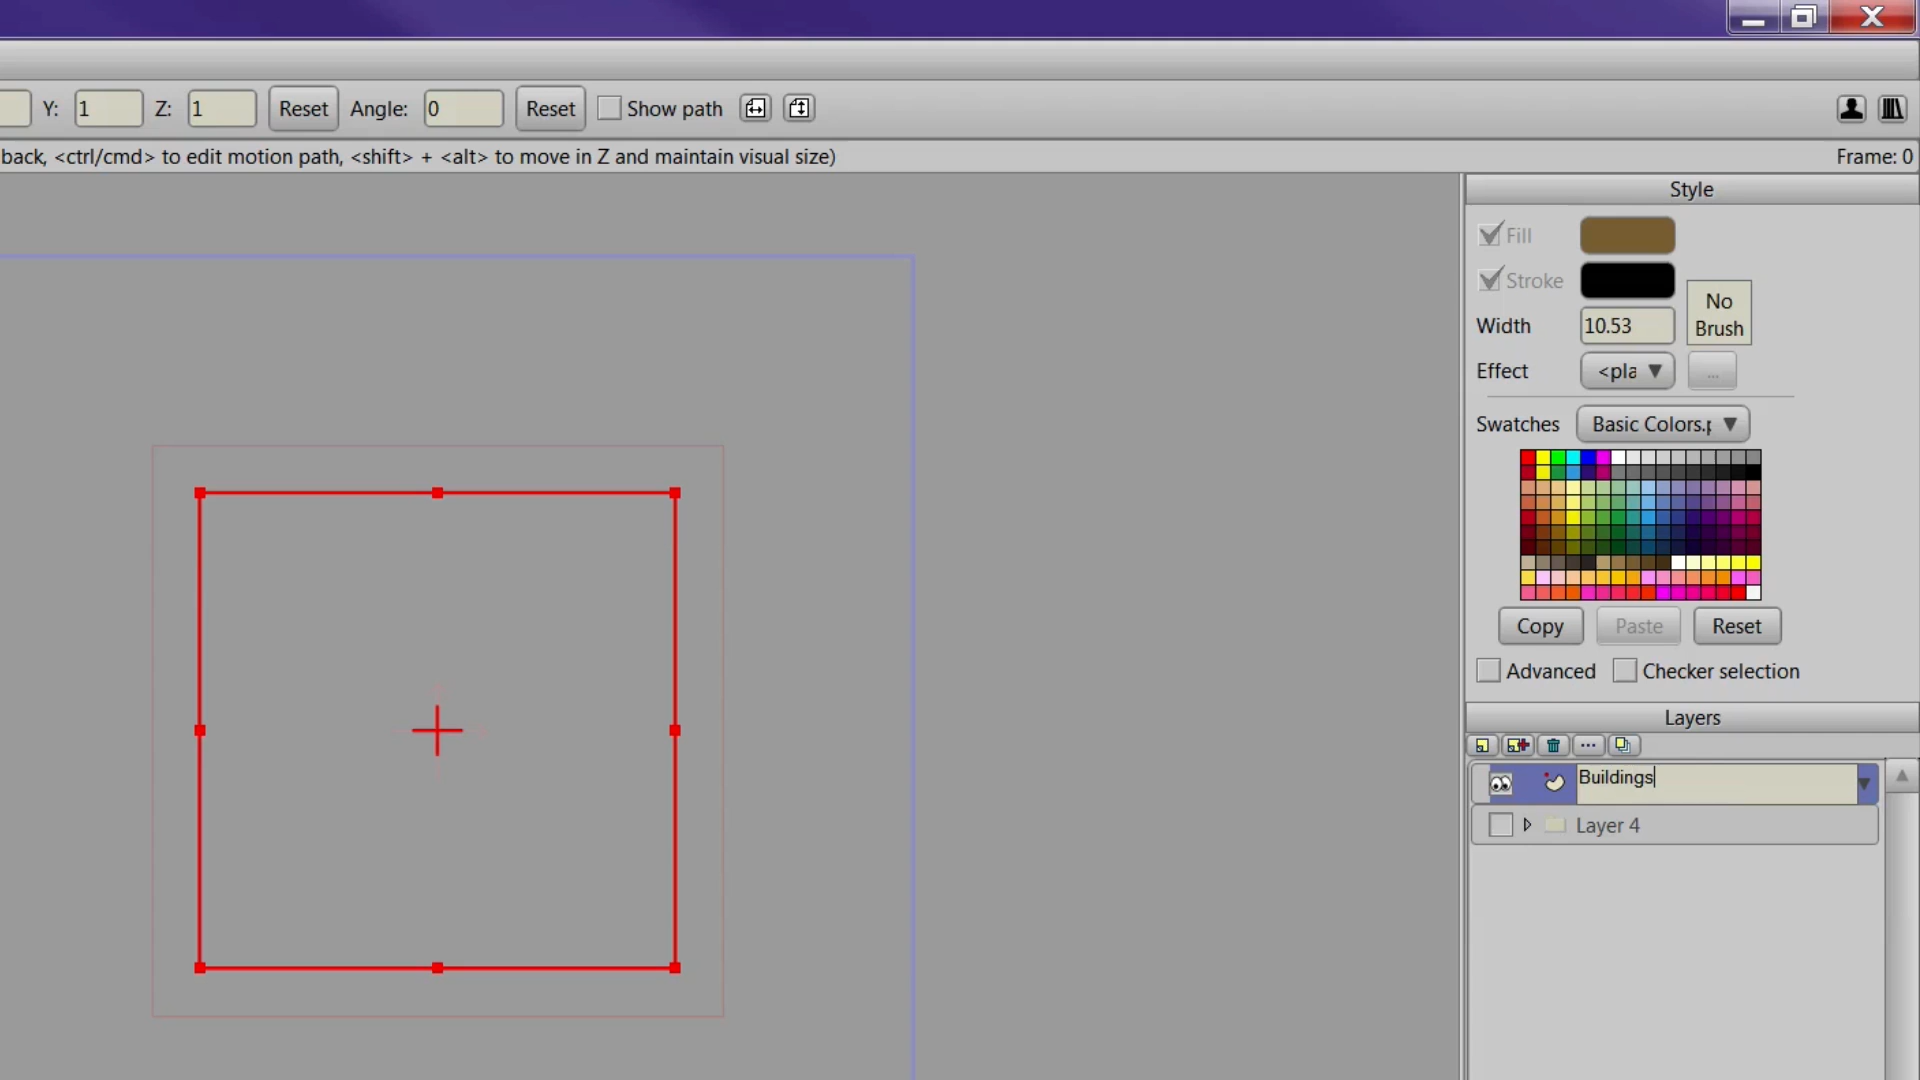 Y: 1 Z: 1 Reset Angle: 0 Reset Show path
back, <ctrl/cmd> to edit motion path, <shift> + <alt> to move in Z and maintain visual size) Frame: 0
Style
Fill
Stroke
No
Brush
Width 10.53
Effect <pla ...
Swatches Basic Colors.p
Copy Paste Reset
Advanced Checker selection
Layers
Buildings
Layer 4